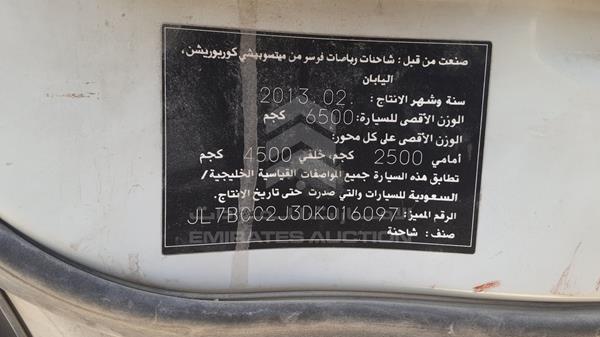 صنعت من قبل : شاحنات وباصات فوسو من ميتسوبيشي كوربوريشن،
اليابان
سنة وشهر الانتاج : 2013.02.
الوزن الأقصى للسيارة: 6500 كجم
الوزن الأقصى على كل محور:
أمامي 2500 كجم، خلفي 4500 كجم
تطابق هذه السيارة جميع المواصفات القياسية الخليجية/
السعودية للسيارات والتي صدرت حتى تاريخ الانتاج.
الرقم المميز: JL7BCC2J3DK016097
EMIRATES AUCTION
صنف : شاحنة